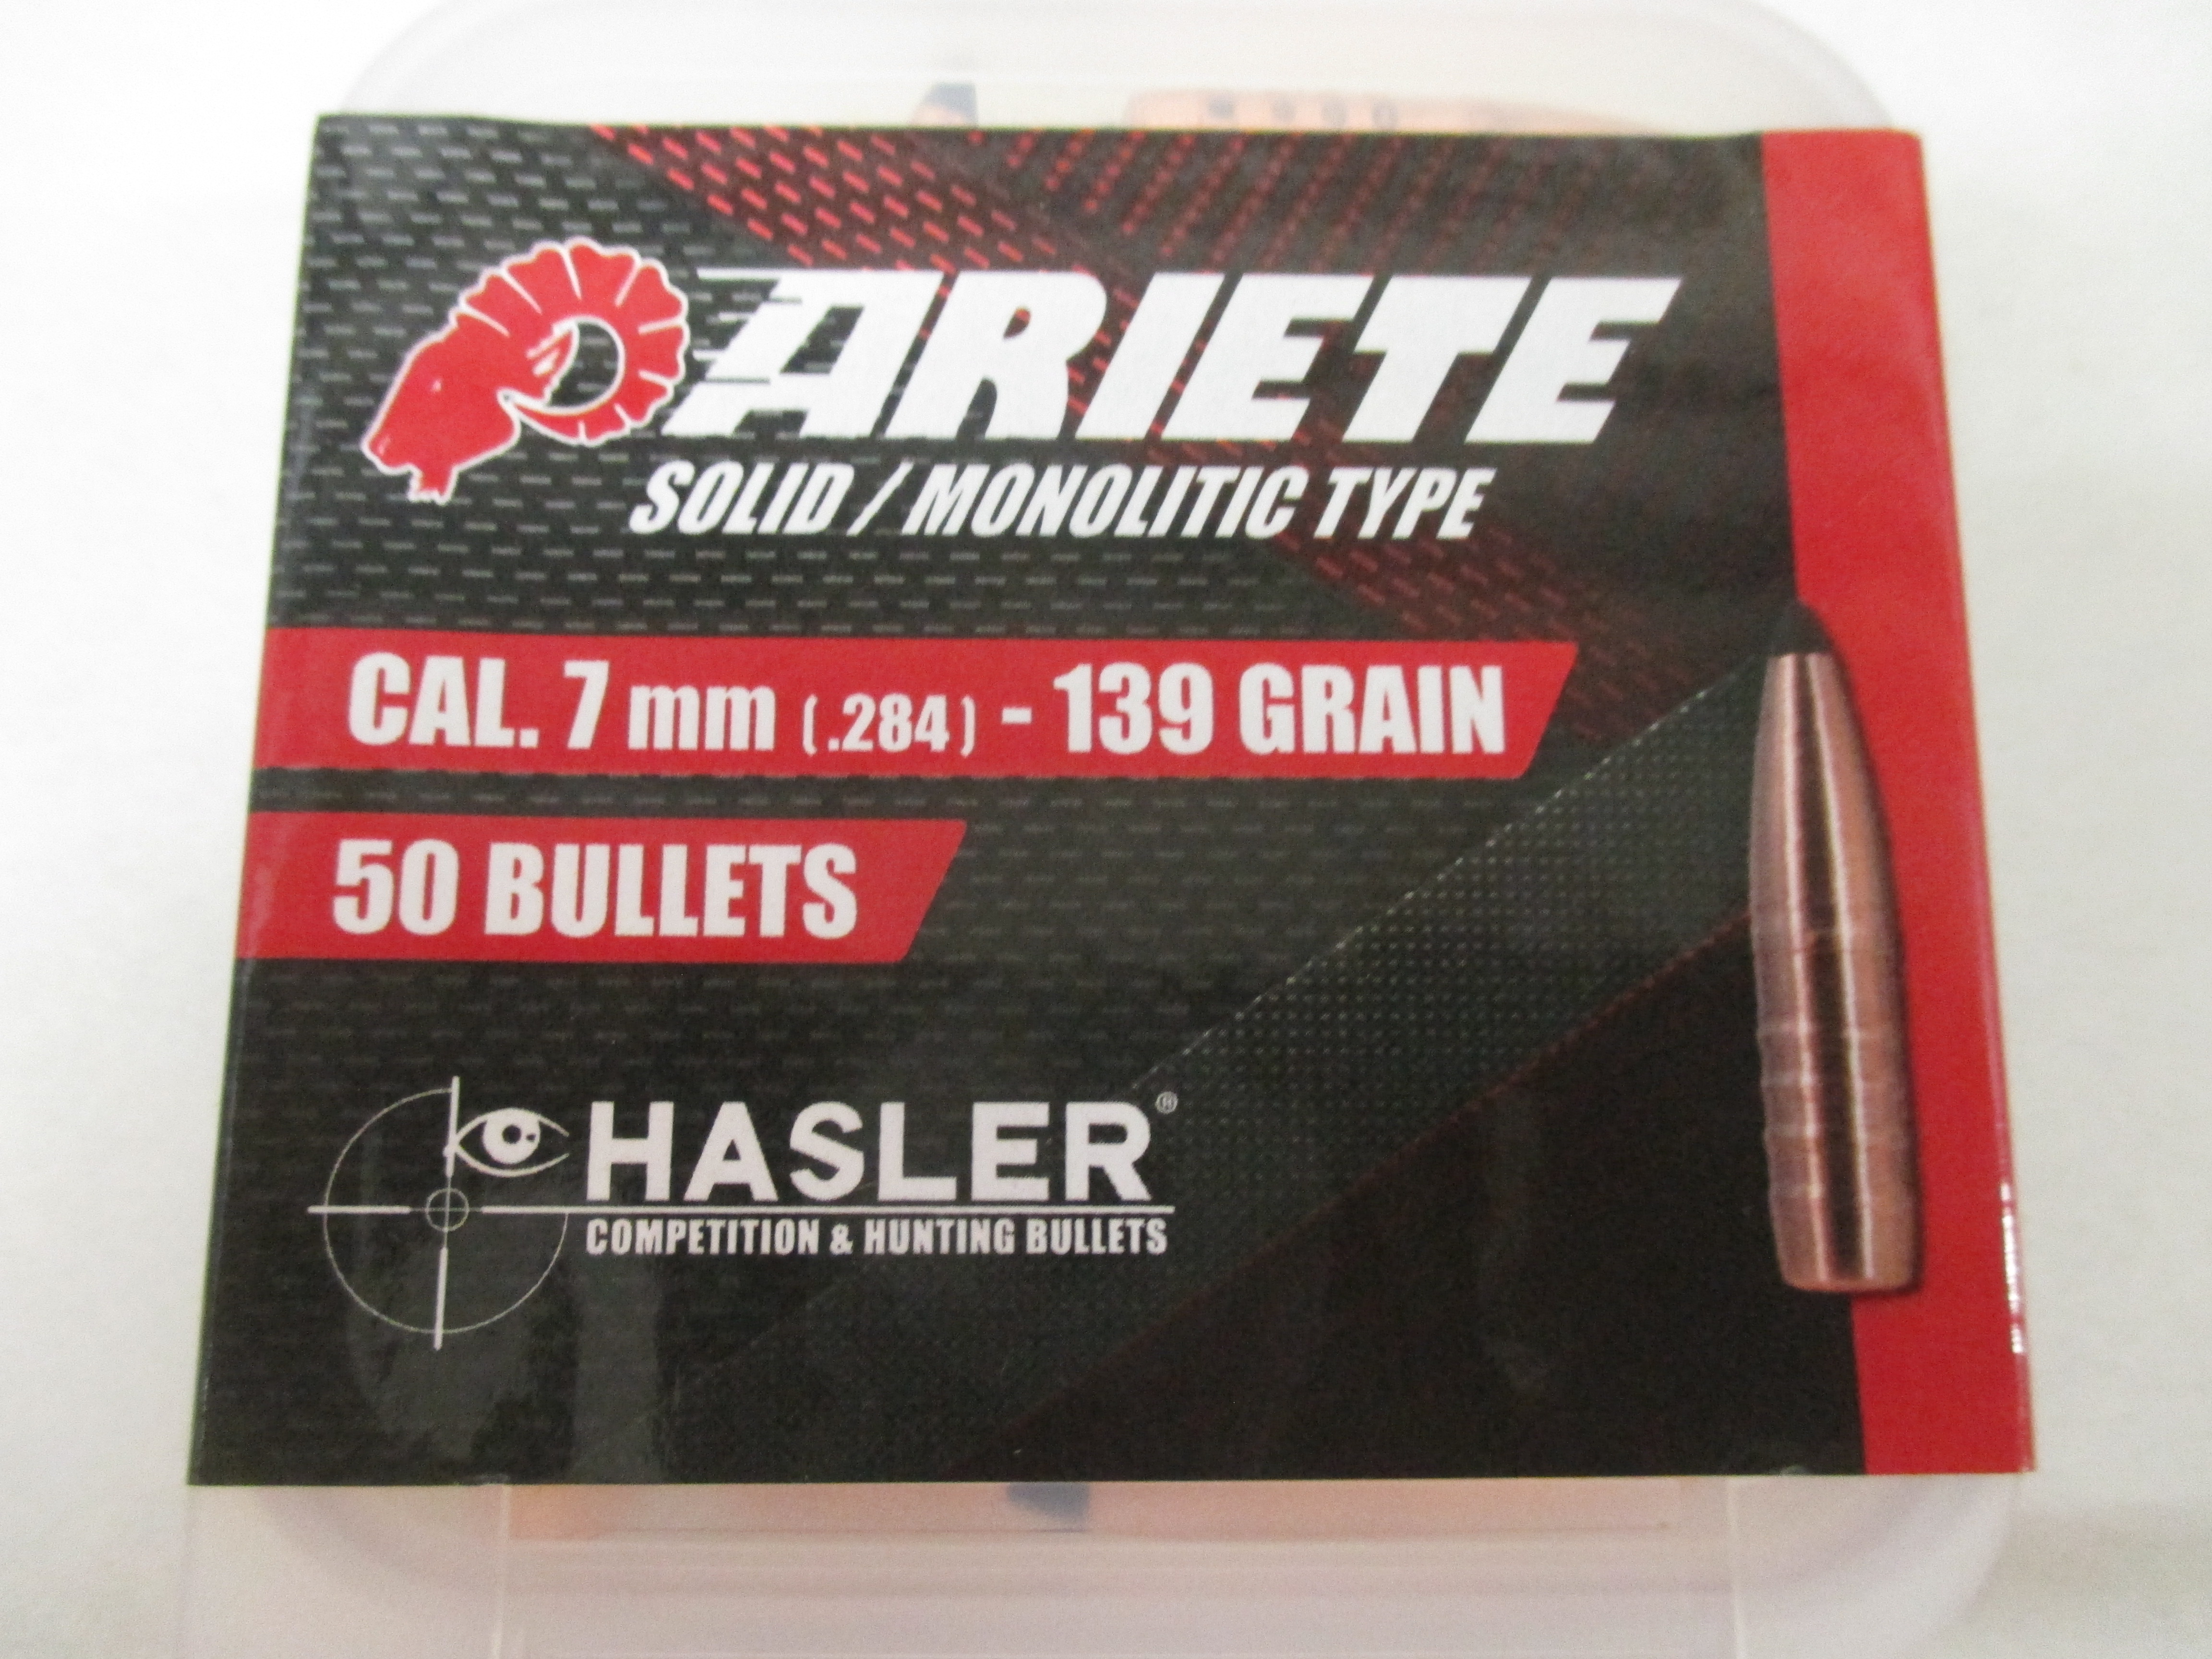 ARIETE
SOLID / MONOLITIC TYPE
CAL. 7 mm (.284) - 139 GRAIN
50 BULLETS
HASLER®
COMPETITION & HUNTING BULLETS